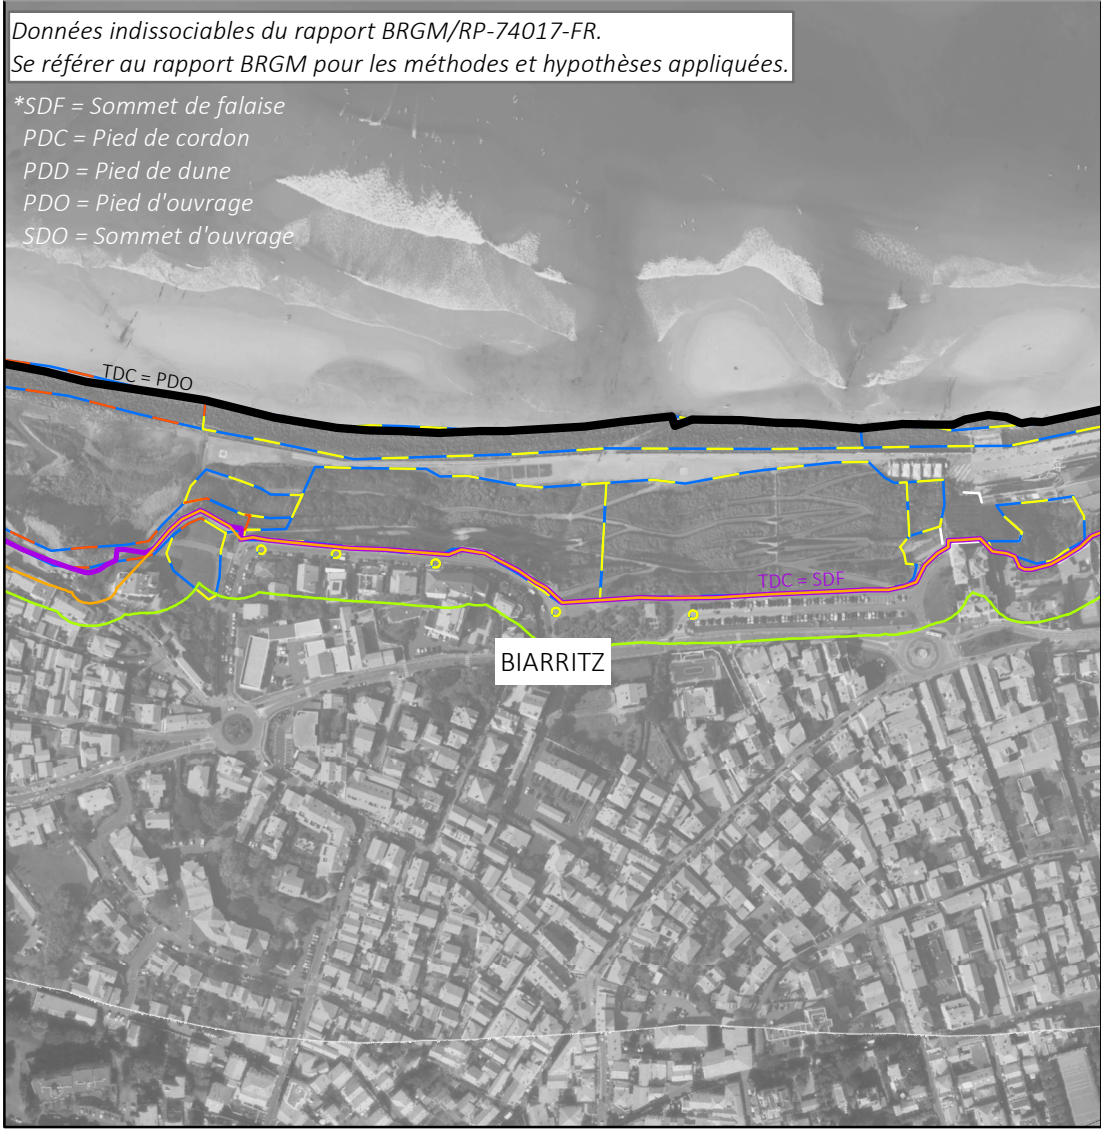 Données indissociables du rapport BRGM/RP-74017-FR.
Se référer au rapport BRGM pour les méthodes et hypothèses appliquées.
*SDF = Sommet de falaise
PDC = Pied de cordon
PDD = Pied de dune
PDO = Pied d'ouvrage
SDO = Sommet d'ouvrage
TDC = PDO
TDC = SDF
BIARRITZ